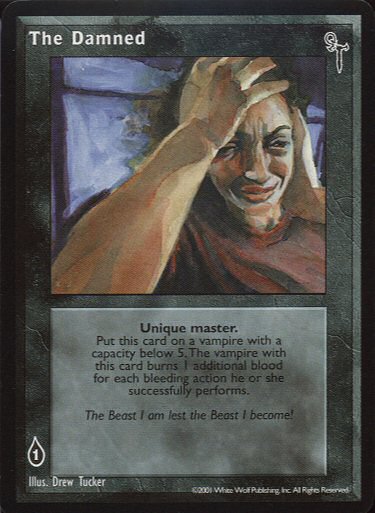 The Damned
Unique master.
Put this card on a vampire with a
capacity below 5. The vampire with
this card burns 1 additional blood
for each bleeding action he or she
successfully performs.
The Beast I am lest the Beast I become!
1
Illus. Drew Tucker
©2001 White Wolf Publishing, Inc. All Rights Reserved.